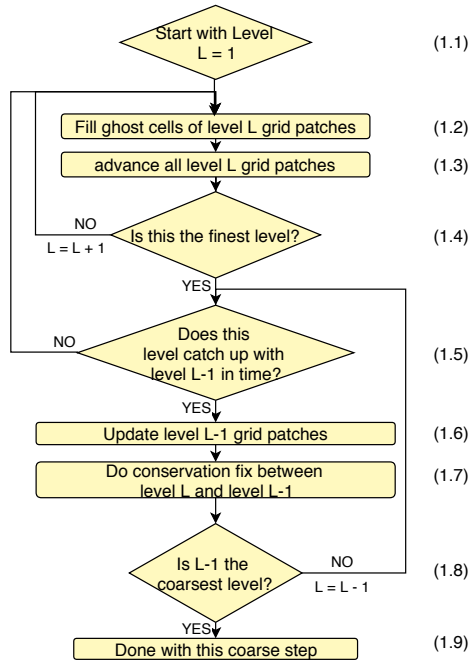 Start with Level
L = 1
(1.1)
Fill ghost cells of level L grid patches
(1.2)
advance all level L grid patches
(1.3)
NO
L = L + 1
Is this the finest level?
(1.4)
YES
NO
Does this
level catch up with
level L-1 in time?
(1.5)
YES
Update level L-1 grid patches
(1.6)
Do conservation fix between
level L and level L-1
(1.7)
Is L-1 the
coarsest level?
NO
L = L - 1
(1.8)
YES
Done with this coarse step
(1.9)